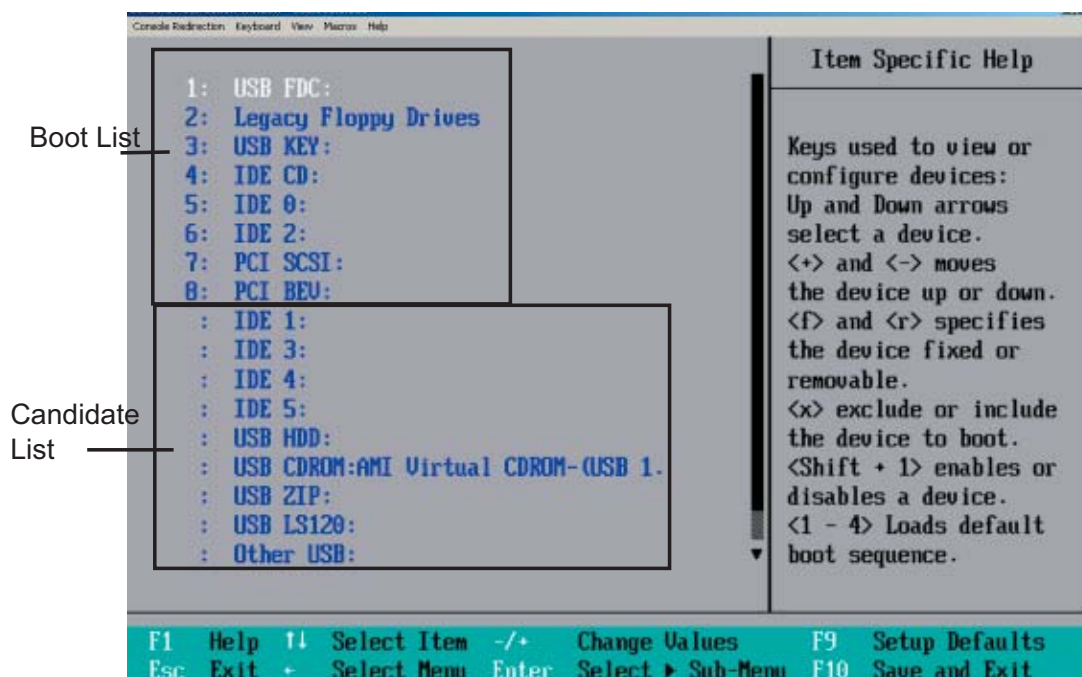 Console Redirection Keyboard View Macros Help
Boot List
1: USB FDC:
2: Legacy Floppy Drives
3: USB KEY:
4: IDE CD:
5: IDE 0:
6: IDE 2:
7: PCI SCSI:
8: PCI BEV:
Candidate
List
: IDE 1:
: IDE 3:
: IDE 4:
: IDE 5:
: USB HDD:
: USB CDROM:AMI Virtual CDROM-(USB 1.
: USB ZIP:
: USB LS120:
: Other USB:
Item Specific Help
Keys used to view or
configure devices:
Up and Down arrows
select a device.
<+> and <-> moves
the device up or down.
<f> and <r> specifies
the device fixed or
removable.
<x> exclude or include
the device to boot.
<Shift + 1> enables or
disables a device.
<1 - 4> Loads default
boot sequence.
F1 Help ↑↓ Select Item -/+ Change Values F9 Setup Defaults
Esc Exit ← Select Menu Enter Select ▶ Sub-Menu F10 Save and Exit